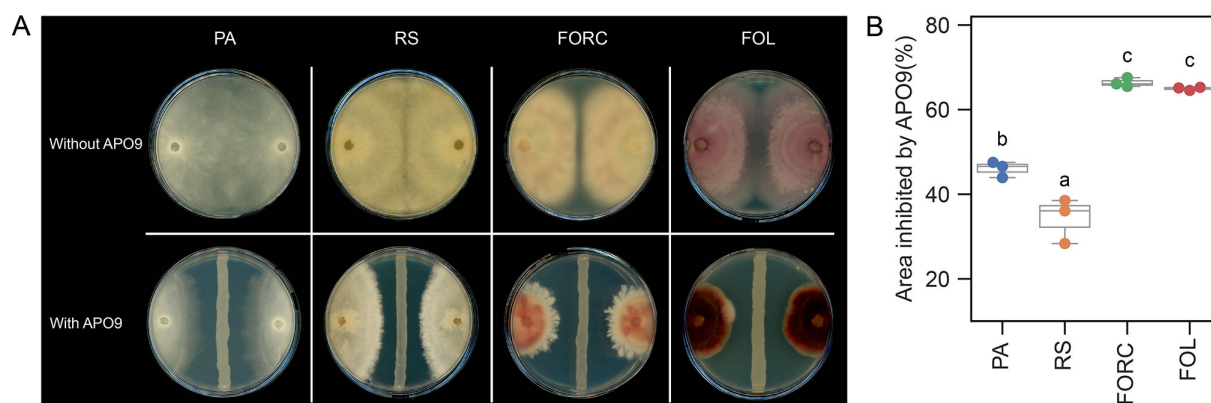 A
PA RS FORC FOL
Without APO9
With APO9
B
Area inhibited by APO9(%)
80
60
40
20
b
a
c
c
PA
RS
FORC
FOL